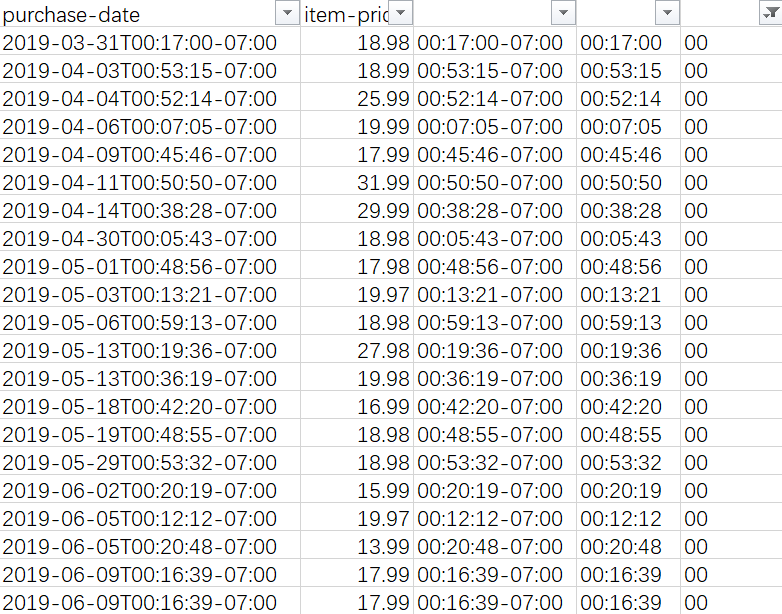 purchase-date item-pric
2019-03-31T00:17:00-07:00 18.98 00:17:00-07:00 00:17:00 00
2019-04-03T00:53:15-07:00 18.99 00:53:15-07:00 00:53:15 00
2019-04-04T00:52:14-07:00 25.99 00:52:14-07:00 00:52:14 00
2019-04-06T00:07:05-07:00 19.99 00:07:05-07:00 00:07:05 00
2019-04-09T00:45:46-07:00 17.99 00:45:46-07:00 00:45:46 00
2019-04-11T00:50:50-07:00 31.99 00:50:50-07:00 00:50:50 00
2019-04-14T00:38:28-07:00 29.99 00:38:28-07:00 00:38:28 00
2019-04-30T00:05:43-07:00 18.98 00:05:43-07:00 00:05:43 00
2019-05-01T00:48:56-07:00 17.98 00:48:56-07:00 00:48:56 00
2019-05-03T00:13:21-07:00 19.97 00:13:21-07:00 00:13:21 00
2019-05-06T00:59:13-07:00 18.98 00:59:13-07:00 00:59:13 00
2019-05-13T00:19:36-07:00 27.98 00:19:36-07:00 00:19:36 00
2019-05-13T00:36:19-07:00 19.98 00:36:19-07:00 00:36:19 00
2019-05-18T00:42:20-07:00 16.99 00:42:20-07:00 00:42:20 00
2019-05-19T00:48:55-07:00 18.98 00:48:55-07:00 00:48:55 00
2019-05-29T00:53:32-07:00 18.98 00:53:32-07:00 00:53:32 00
2019-06-02T00:20:19-07:00 15.99 00:20:19-07:00 00:20:19 00
2019-06-05T00:12:12-07:00 19.97 00:12:12-07:00 00:12:12 00
2019-06-05T00:20:48-07:00 13.99 00:20:48-07:00 00:20:48 00
2019-06-09T00:16:39-07:00 17.99 00:16:39-07:00 00:16:39 00
2019-06-09T00:16:39-07:00 17.99 00:16:39-07:00 00:16:39 00